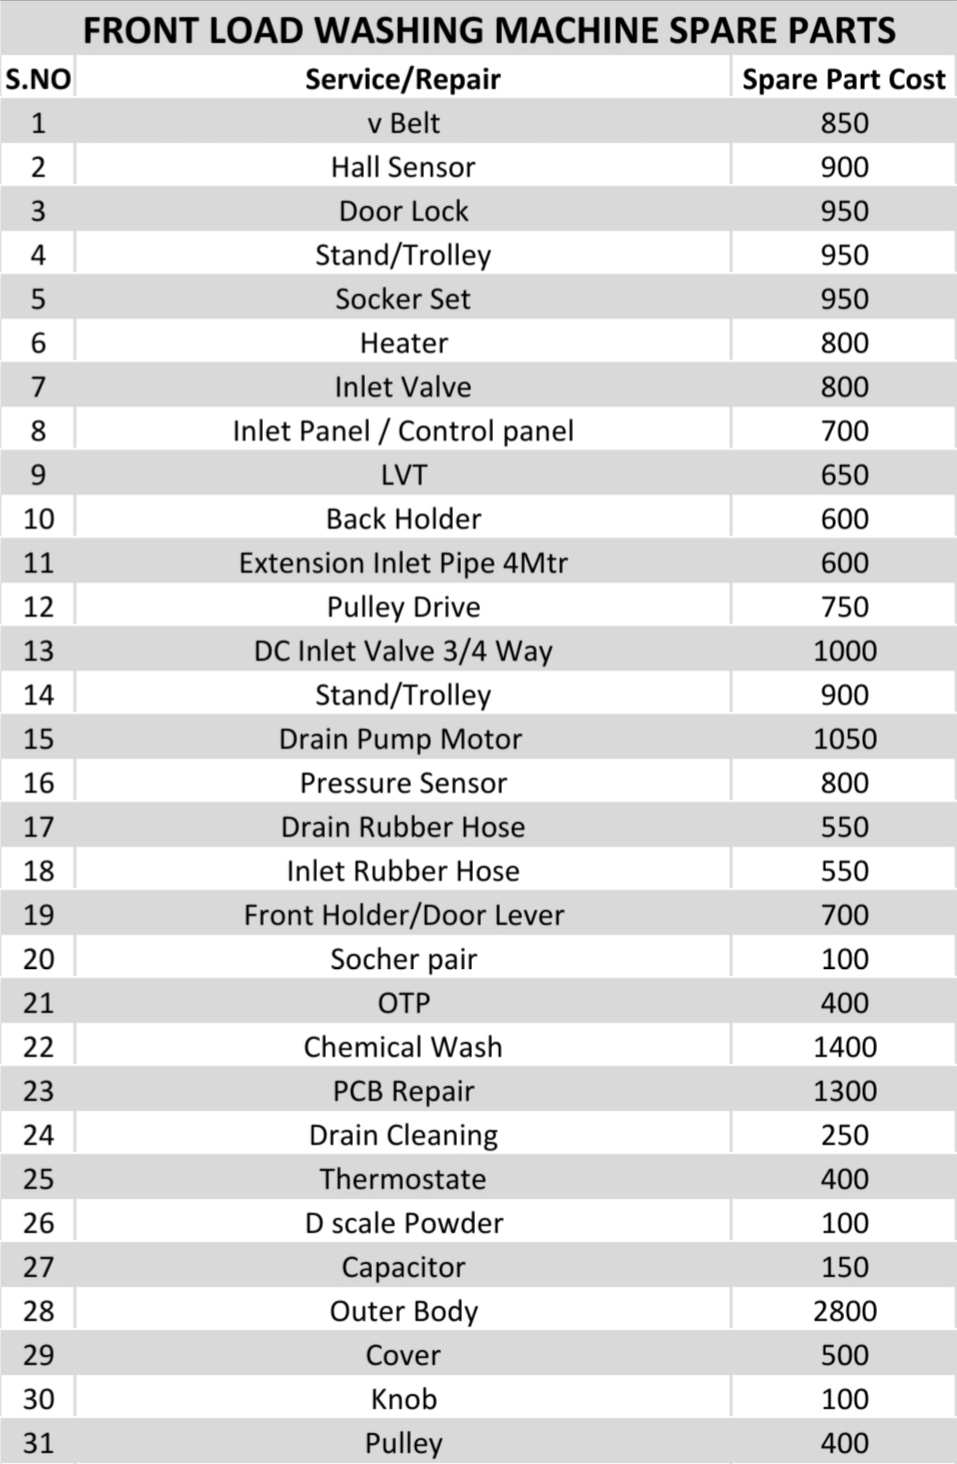 FRONT LOAD WASHING MACHINE SPARE PARTS
S.NO Service/Repair Spare Part Cost
1 v Belt 850
2 Hall Sensor 900
3 Door Lock 950
4 Stand/Trolley 950
5 Socker Set 950
6 Heater 800
7 Inlet Valve 800
8 Inlet Panel / Control panel 700
9 LVT 650
10 Back Holder 600
11 Extension Inlet Pipe 4Mtr 600
12 Pulley Drive 750
13 DC Inlet Valve 3/4 Way 1000
14 Stand/Trolley 900
15 Drain Pump Motor 1050
16 Pressure Sensor 800
17 Drain Rubber Hose 550
18 Inlet Rubber Hose 550
19 Front Holder/Door Lever 700
20 Socher pair 100
21 OTP 400
22 Chemical Wash 1400
23 PCB Repair 1300
24 Drain Cleaning 250
25 Thermostate 400
26 D scale Powder 100
27 Capacitor 150
28 Outer Body 2800
29 Cover 500
30 Knob 100
31 Pulley 400